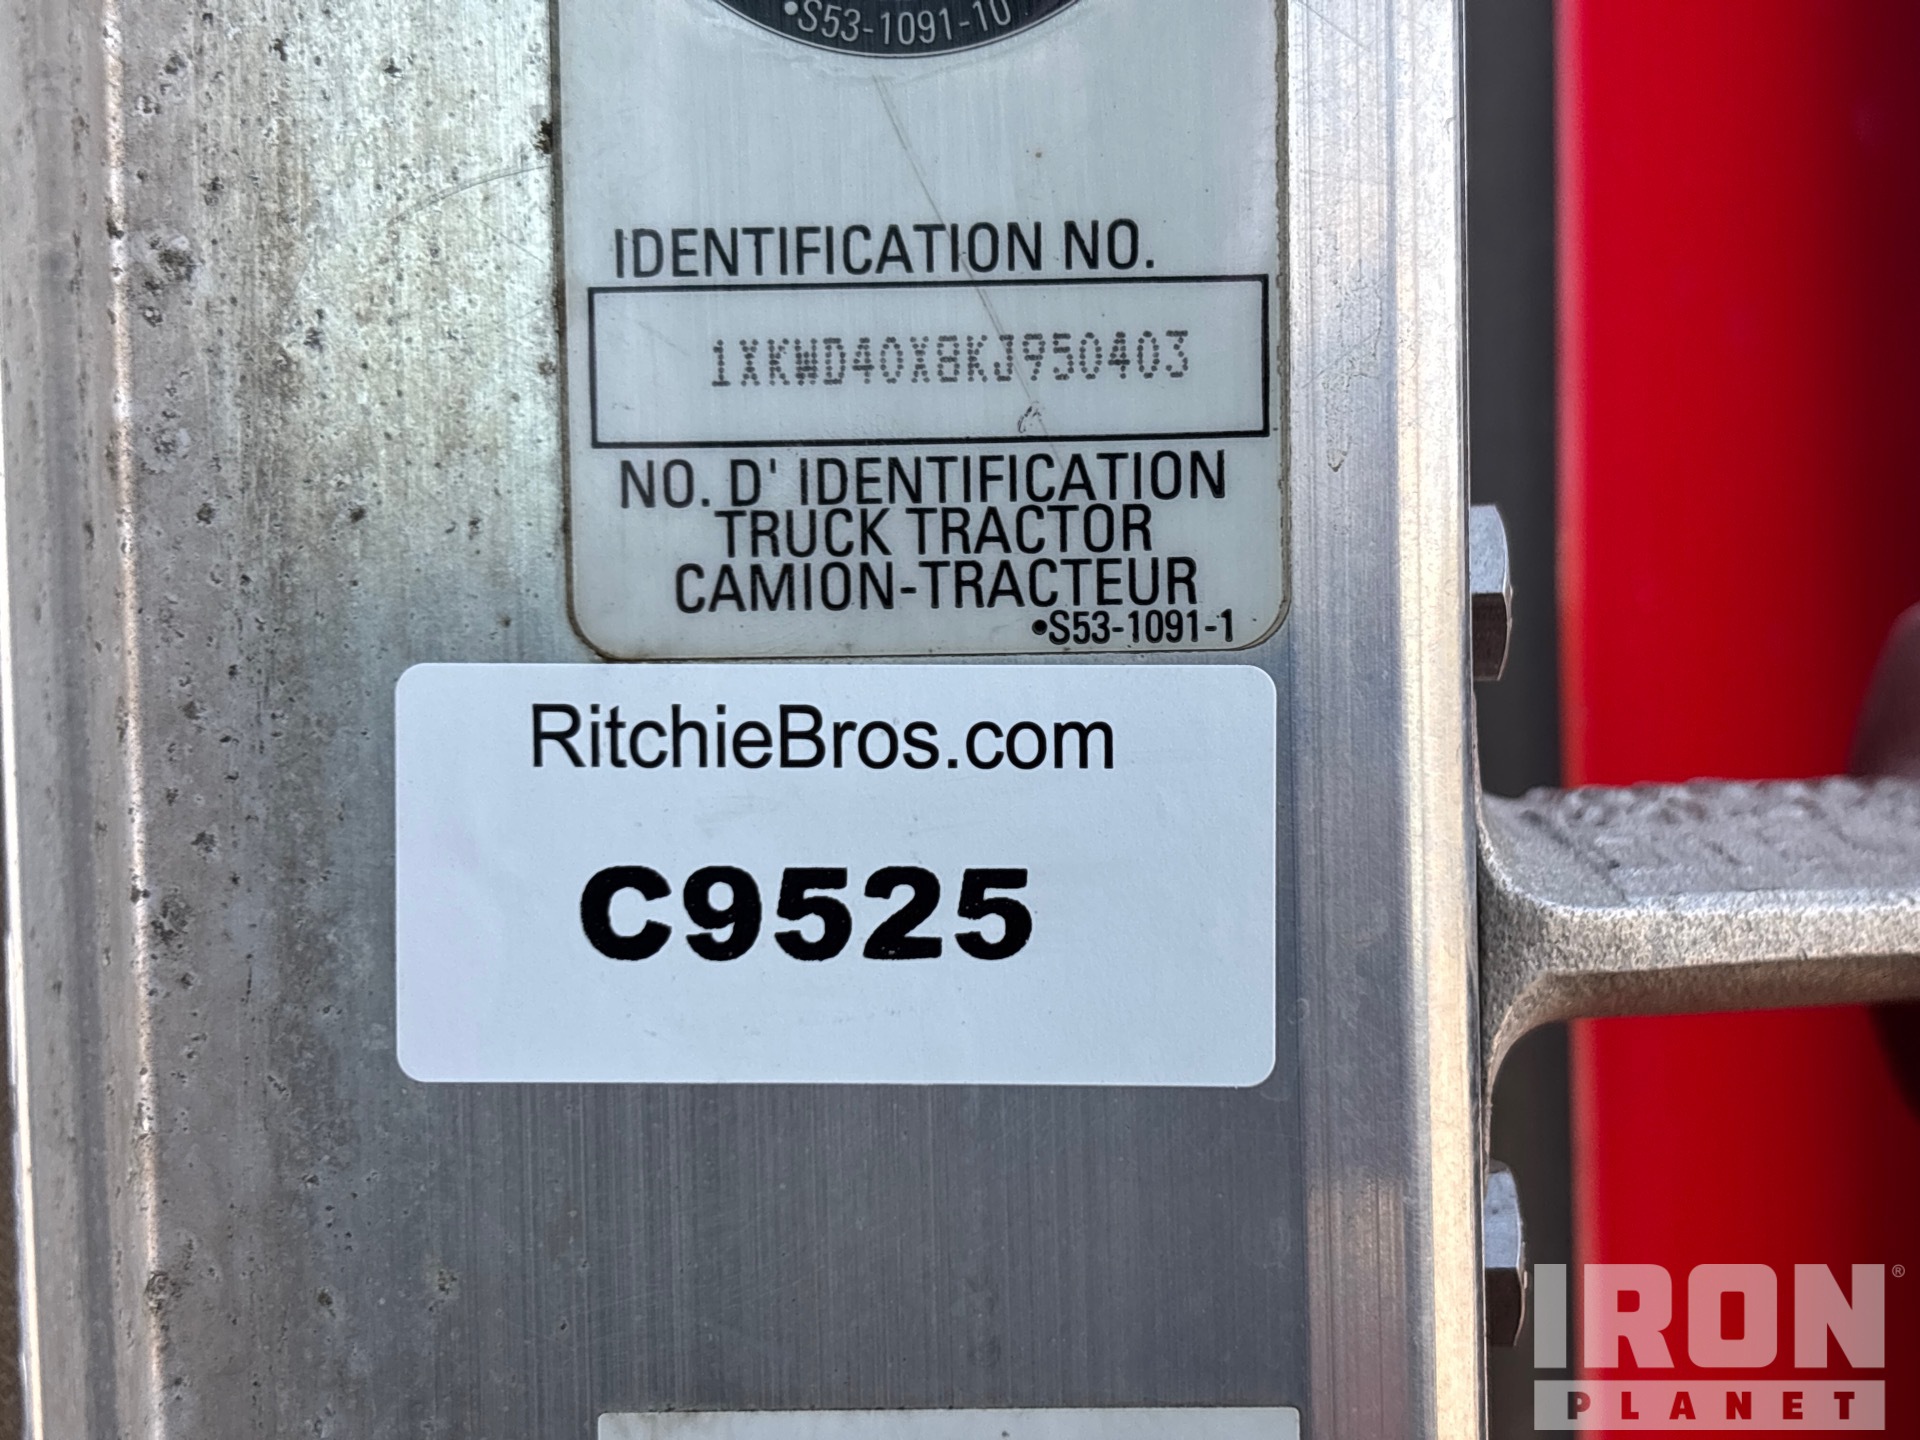 •S53-1091-10
IDENTIFICATION NO.
1XKWD40X8KJ950403
NO. D' IDENTIFICATION
TRUCK TRACTOR
CAMION-TRACTEUR
•S53-1091-1
RitchieBros.com
C9525
IRON®
PLANET